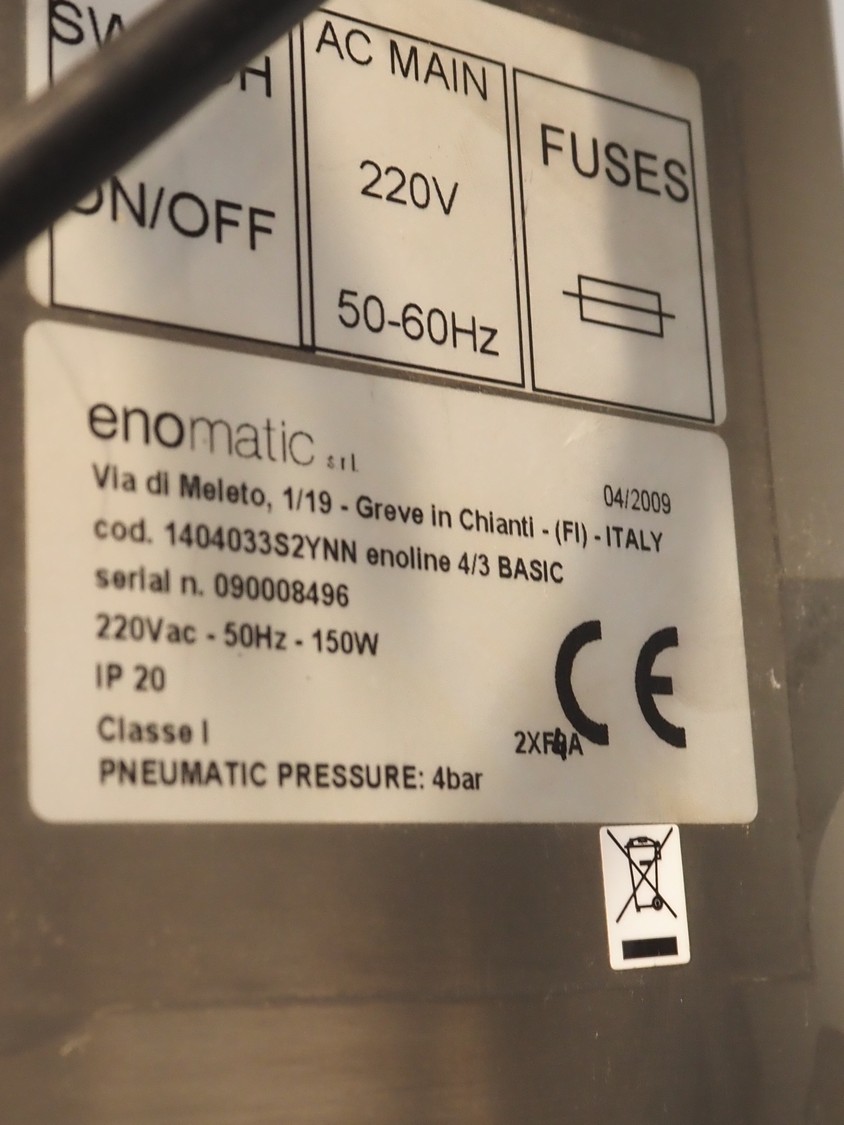 SWITCH
ON/OFF
AC MAIN
220V
50-60Hz
FUSES
enomatic s r l.
04/2009
Via di Meleto, 1/19 - Greve in Chianti - (FI) - ITALY
cod. 1404033S2YNN enoline 4/3 BASIC
serial n. 090008496
220Vac - 50Hz - 150W
IP 20
Classe I
PNEUMATIC PRESSURE: 4bar
CE